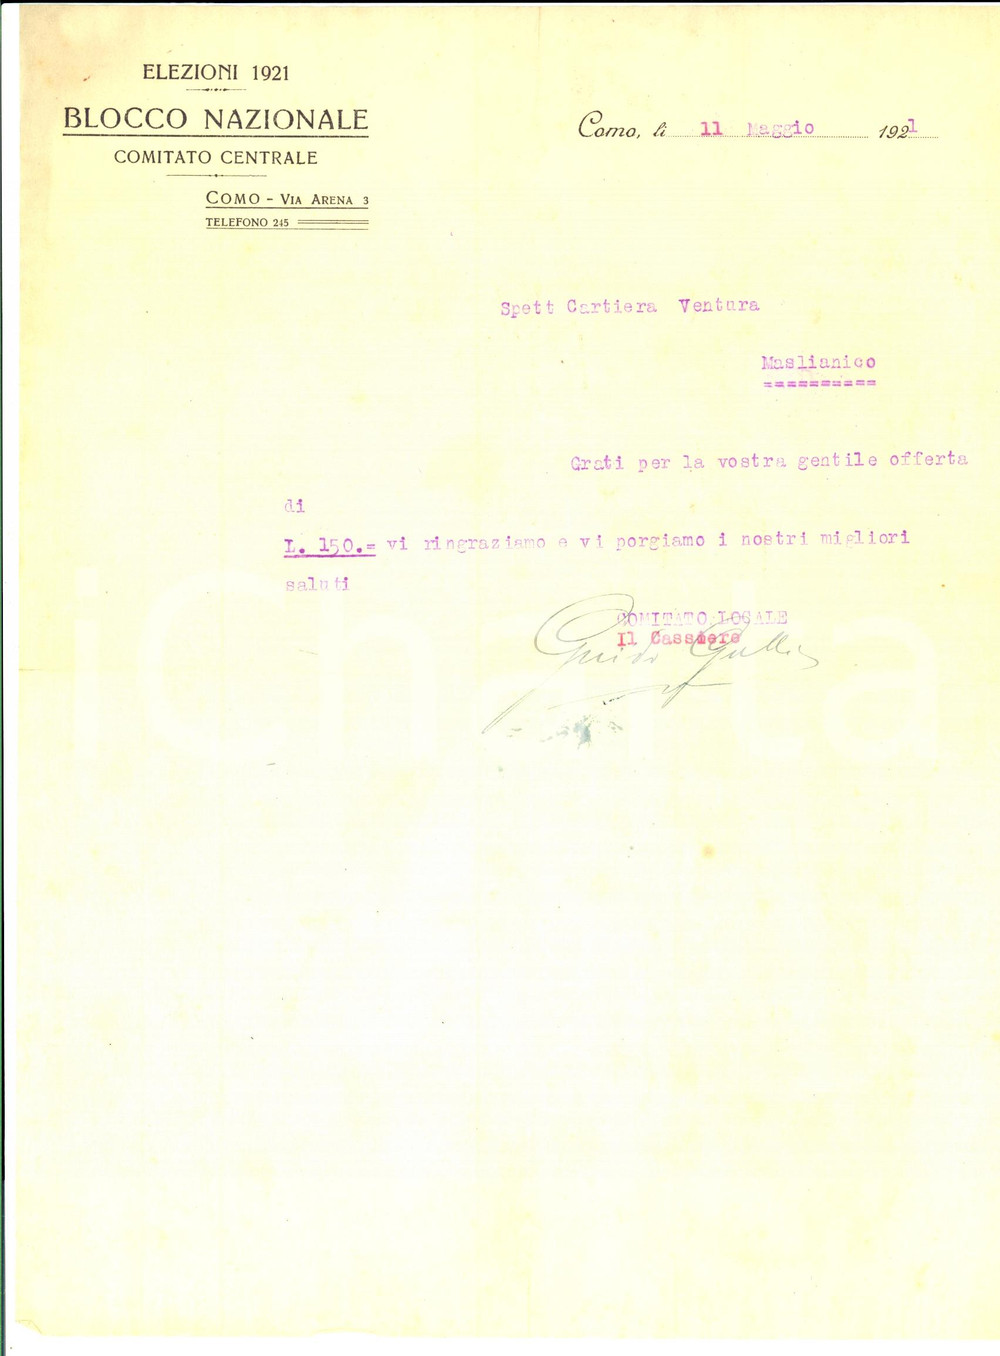 ELEZIONI 1921
BLOCCO NAZIONALE
COMITATO CENTRALE
COMO - VIA ARENA 3
TELEFONO 245
Como, li 11 Maggio 1921
Spett Cartiera Ventura
Maslianico
==========
Grati per la vostra gentile offerta
di
L. 150.= vi ringraziamo e vi porgiamo i nostri migliori
saluti
COMITATO LOCALE
Il Cassiere
Guido